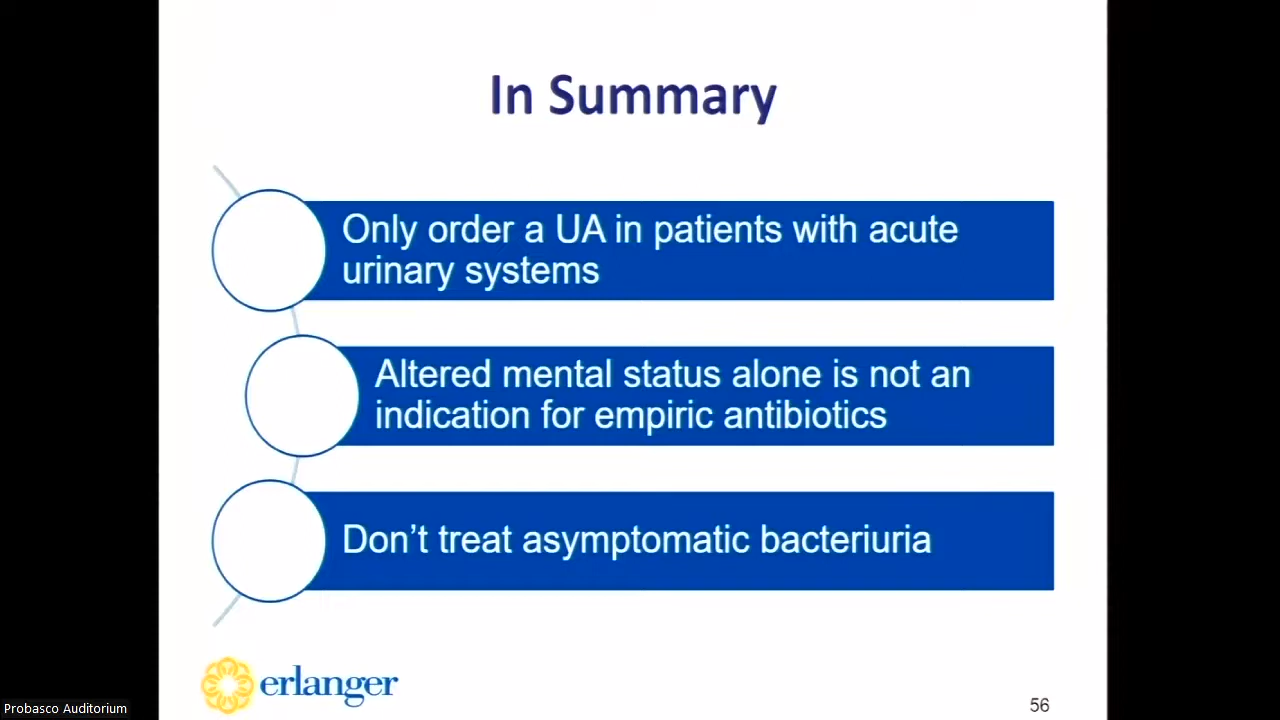 In Summary
Only order a UA in patients with acute
urinary systems
Altered mental status alone is not an
indication for empiric antibiotics
Don’t treat asymptomatic bacteriuria
erlanger
56
Probasco Auditorium